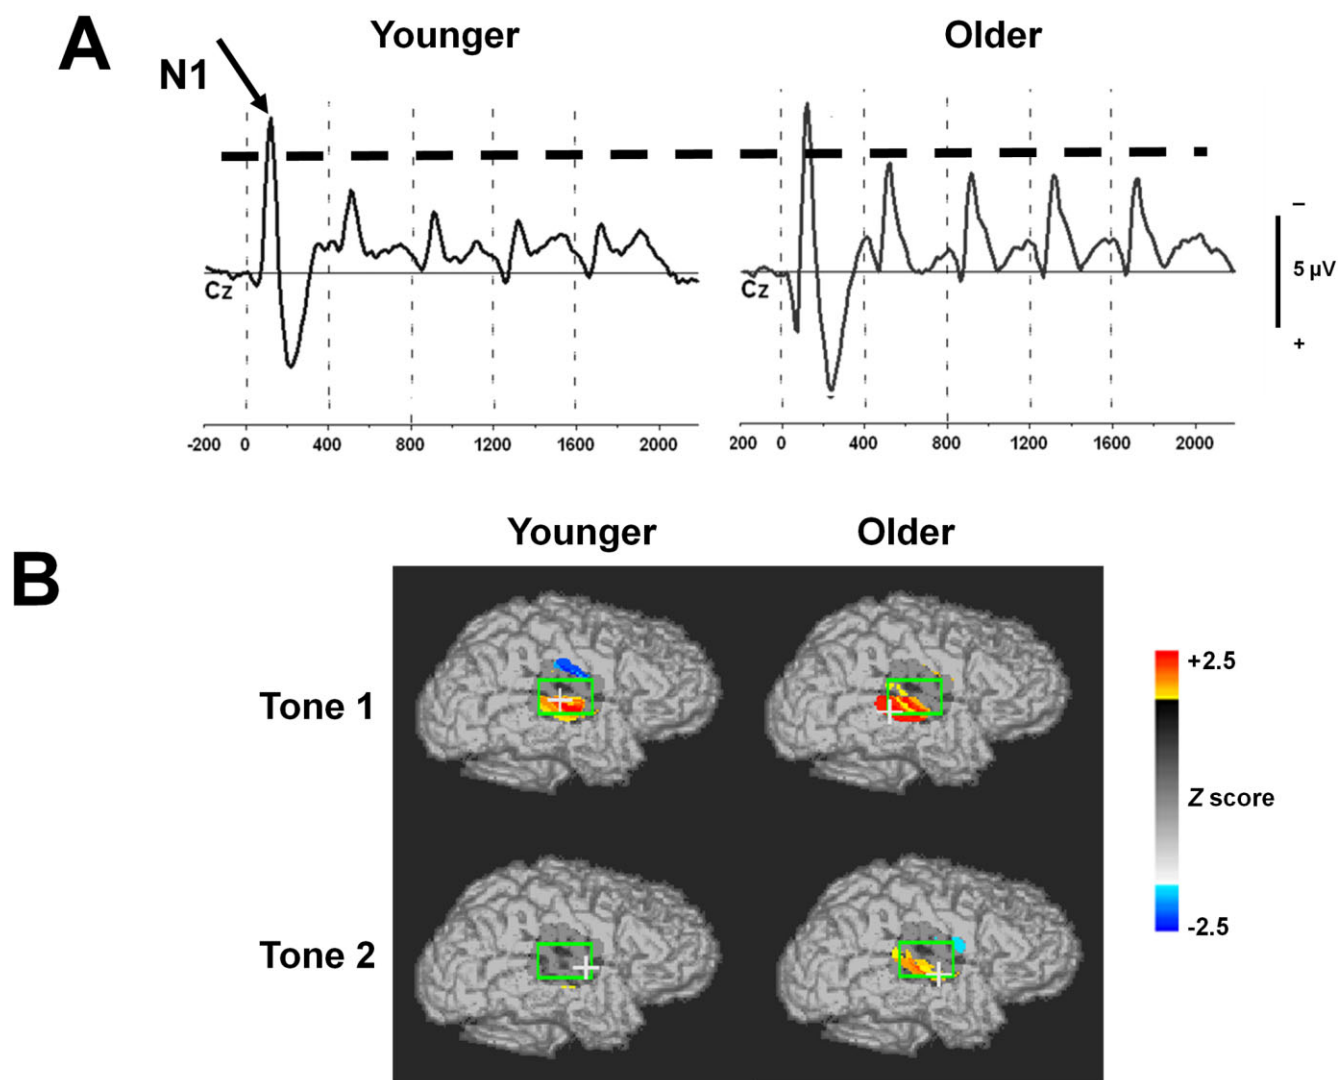 A
Younger
Older
N1
Cz
Cz
–
5 µV
+
-200 0 400 800 1200 1600 2000
200 0 400 800 1200 1600 2000
B
Younger
Older
Tone 1
Tone 2
+2.5
Z score
-2.5